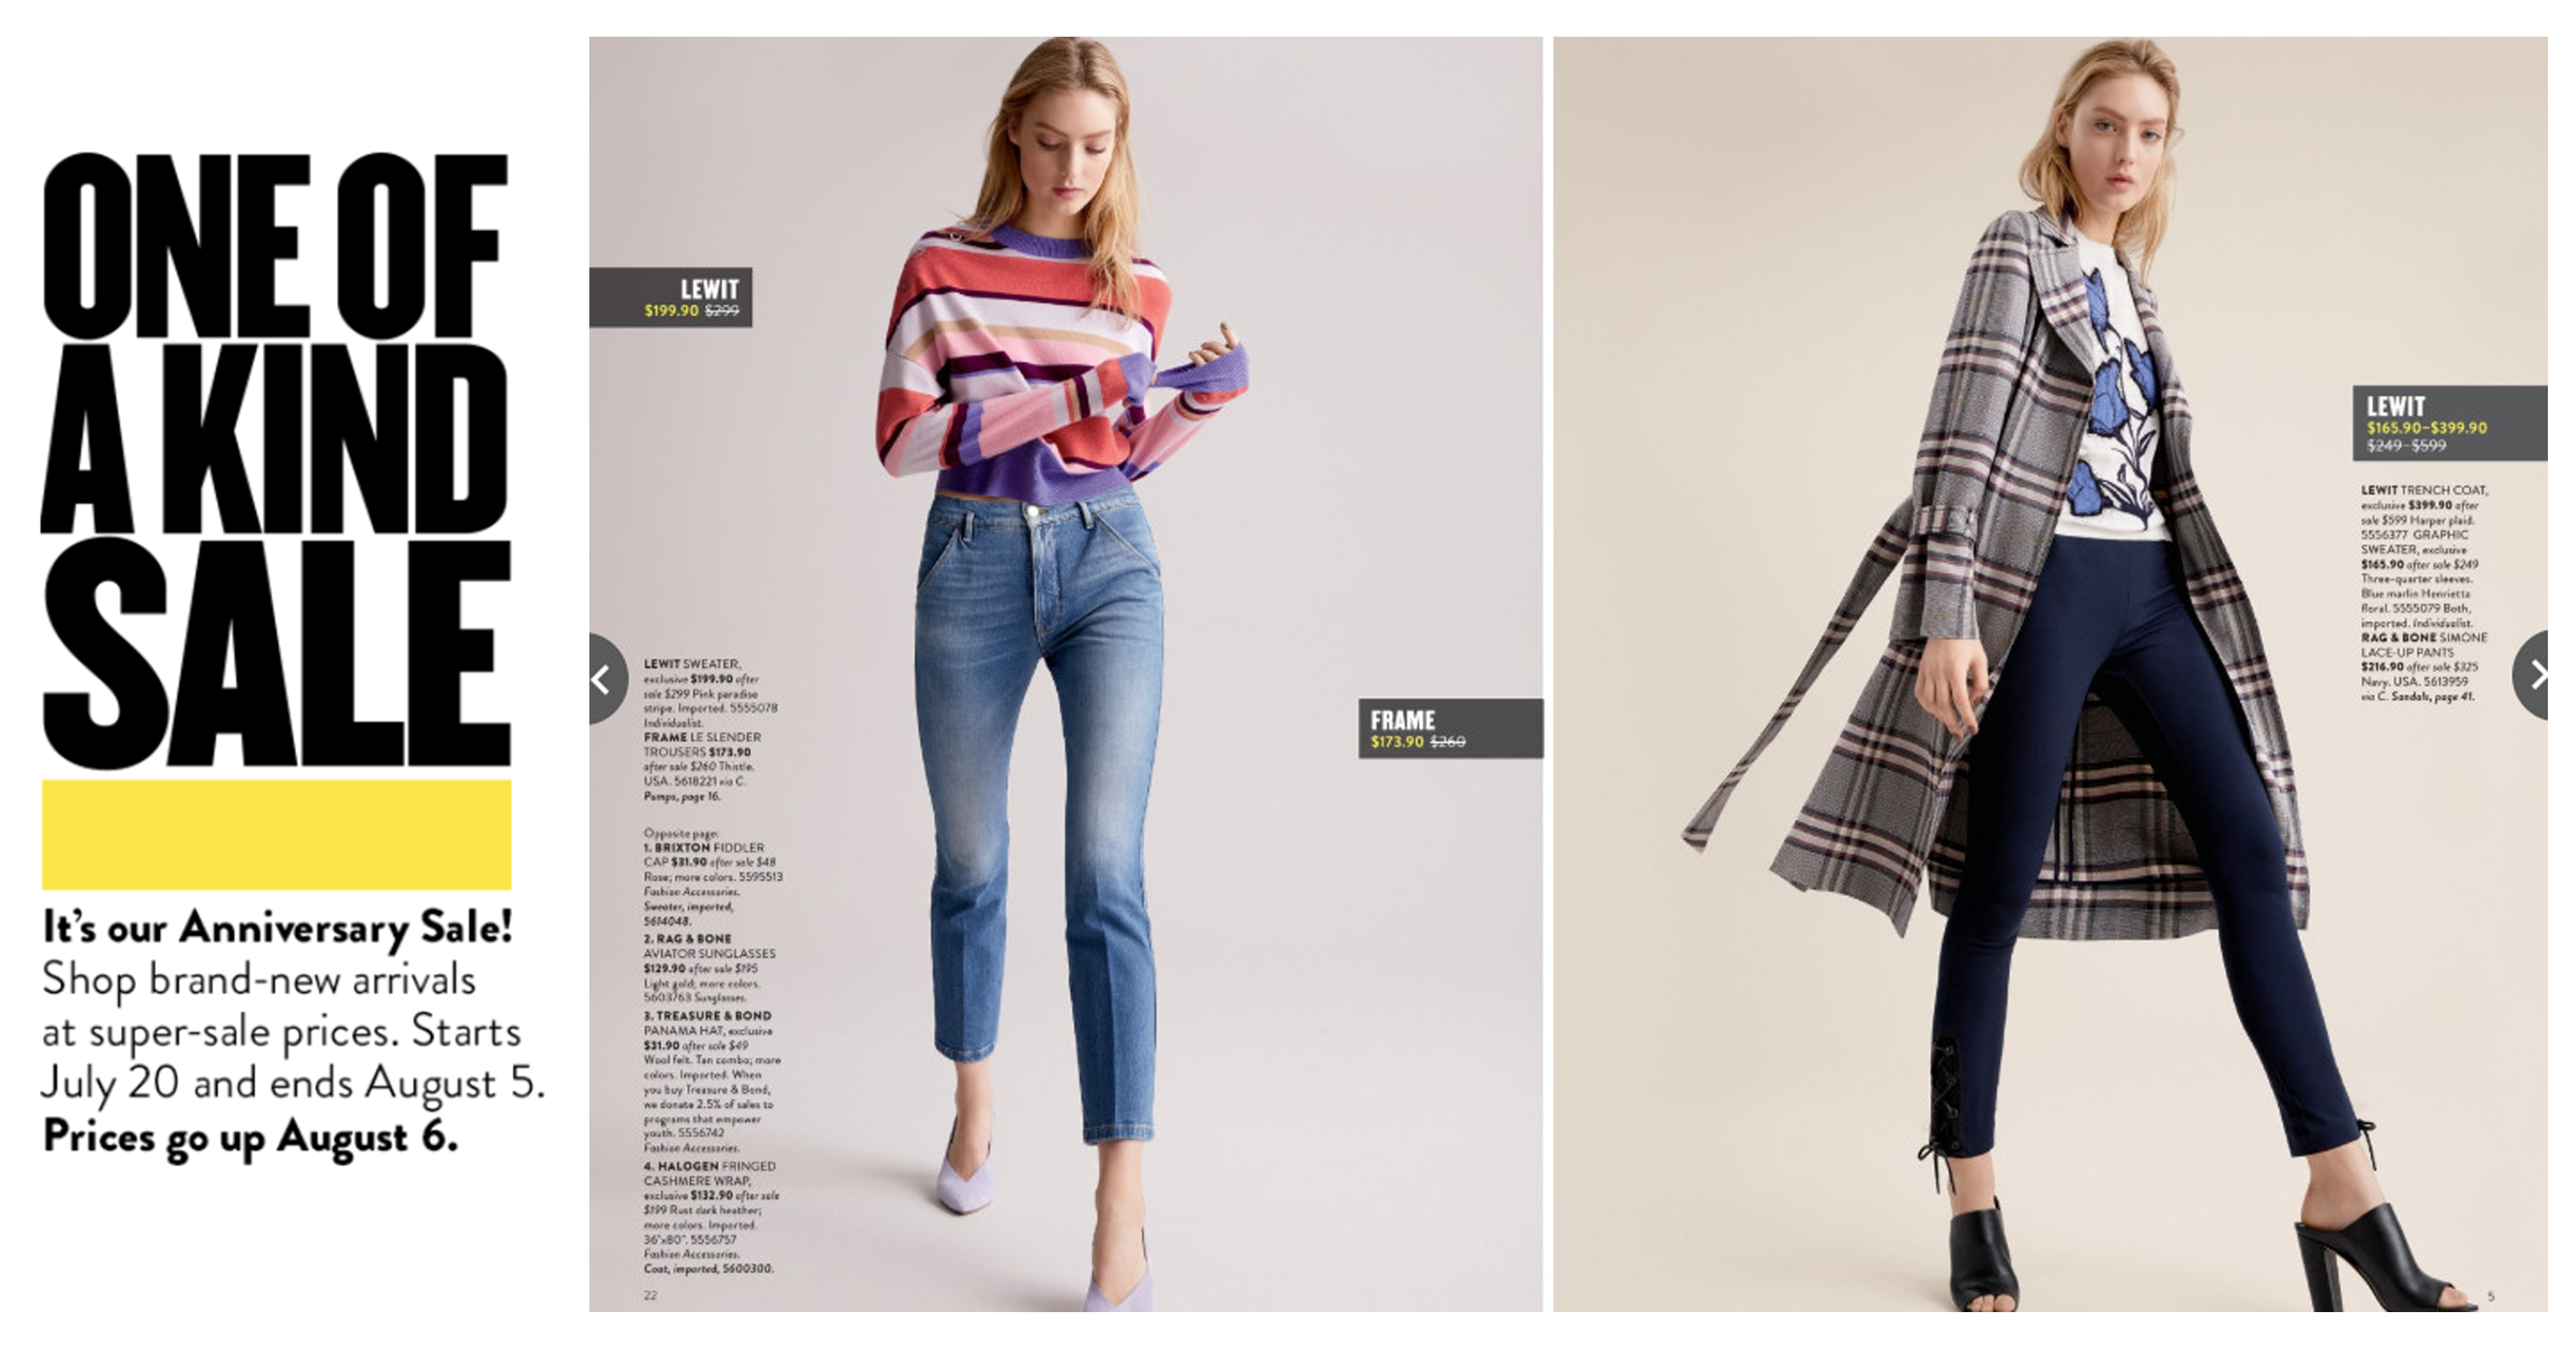 ONE OF
A KIND
SALE
It's our Anniversary Sale!
Shop brand-new arrivals
at super-sale prices. Starts
July 20 and ends August 5.
Prices go up August 6.
LEWIT
$199.90 $299
LEWIT SWEATER,
exclusive $199.90 after
sale $299 Pink paradise
stripe. Imported. 5555078
Individualist.
FRAME LE SLENDER
TROUSERS $173.90
after sale $260 Thistle.
USA. 5618221 via C.
Pumps, page 16.
Opposite page:
1. BRIXTON FIDDLER
CAP $31.90 after sale $48
Rose; more colors. 5595513
Fashion Accessories.
Sweater, imported,
5614048.
2. RAG & BONE
AVIATOR SUNGLASSES
$129.90 after sale $195
Light gold; more colors.
5603763 Sunglasses.
3. TREASURE & BOND
PANAMA HAT, exclusive
$31.90 after sale $49
Wool felt. Tan combo; more
colors. Imported. When
you buy Treasure & Bond,
we donate 2.5% of sales to
programs that empower
youth. 5556742
Fashion Accessories.
4. HALOGEN FRINGED
CASHMERE WRAP,
exclusive $132.90 after sale
$199 Rust dark heather;
more colors. Imported.
36"x80". 5556757
Fashion Accessories.
Coat, imported, 5600300.
22
FRAME
$173.90 $260
LEWIT
$165.90–$399.90
$249–$599
LEWIT TRENCH COAT,
exclusive $399.90 after
sale $599 Harper plaid.
5556377 GRAPHIC
SWEATER, exclusive
$165.90 after sale $249
Three-quarter sleeves.
Blue marlin Henrietta
floral. 5555079 Both,
imported. Individualist.
RAG & BONE SIMONE
LACE-UP PANTS
$216.90 after sale $325
Navy. USA. 5613959
via C. Sandals, page 41.
5